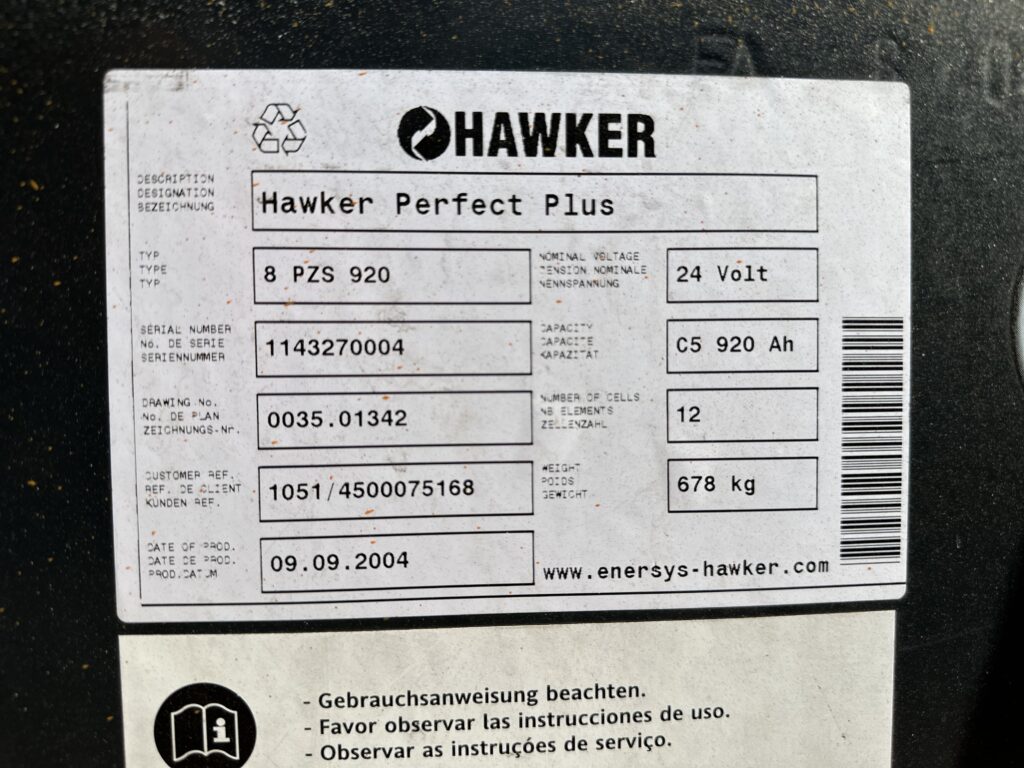 HAWKER
DESCRIPTION
DESIGNATION
BEZEICHNUNG
Hawker Perfect Plus
TYP
TYPE
TYP
8 PZS 920
NOMINAL VOLTAGE
TENSION NOMINALE
NENNSPANNUNG
24 Volt
SERIAL NUMBER
No. DE SERIE
SERIENNUMMER
1143270004
CAPACITY
CAPACITE
KAPAZITAT
C5 920 Ah
DRAWING No.
No. DE PLAN
ZEICHNUNGS-Nr.
0035.01342
NUMBER OF CELLS
NB ELEMENTS
ZELLENZAHL
12
CUSTOMER REF.
REF. DE CLIENT
KUNDEN REF.
1051/4500075168
WEIGHT
POIDS
GEWICHT
678 kg
DATE OF PROD.
DATE DE PROD.
PROD.DATUM
09.09.2004
www.enersys-hawker.com
- Gebrauchsanweisung beachten.
- Favor observar las instrucciones de uso.
- Observar as instruçóes de serviço.